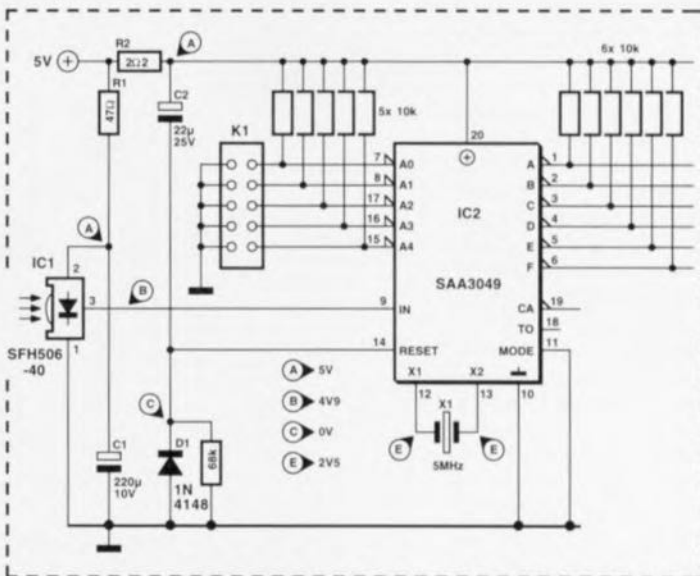 5V
R2
2Ω2
A
R1
47Ω
C2
22µ
25V
K1
5x 10k
6x 10k
20
7
A0
8
A1
17
A2
16
A3
15
A4
IC2
SAA3049
A
1
B
2
C
3
D
4
E
5
F
6
A
IC1
2
3
1
SFH506
-40
B
9
IN
CA
19
TO
18
14
RESET
MODE
11
X1
X2
12
13
10
A 5V
B 4V9
C 0V
E 2V5
E
X1
5MHz
E
C
C1
220µ
10V
D1
1N
4148
68k